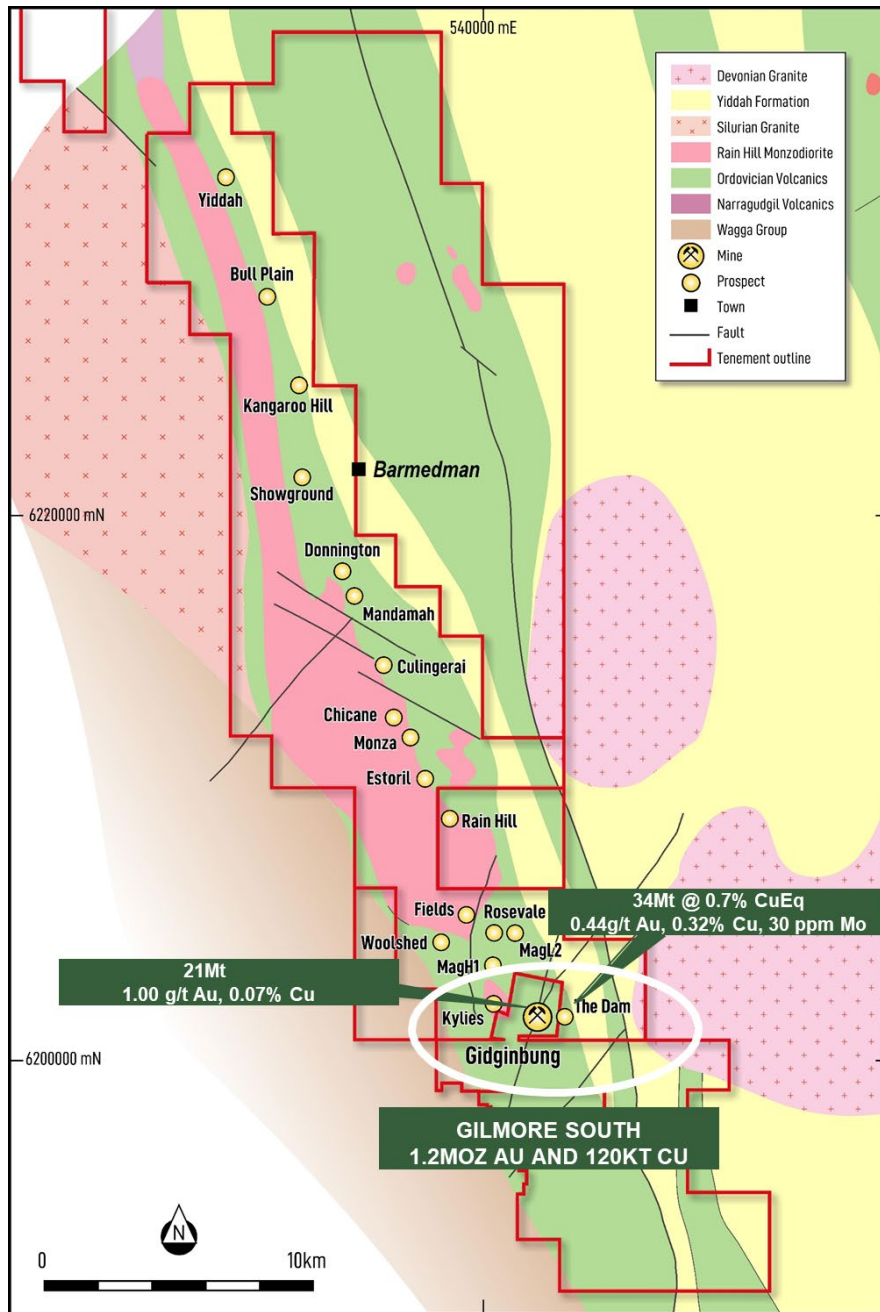 540000 mE
Devonian Granite
Yiddah Formation
Silurian Granite
Rain Hill Monzodiorite
Ordovician Volcanics
Narragudgil Volcanics
Wagga Group
Mine
Prospect
Town
Fault
Tenement outline
Yiddah
Bull Plain
Kangaroo Hill
Barmedman
Showground
6220000 mN
Donnington
Mandamah
Culingerai
Chicane
Monza
Estoril
Rain Hill
34Mt @ 0.7% CuEq
0.44g/t Au, 0.32% Cu, 30 ppm Mo
Fields
Rosevale
Woolshed
MagL2
MagH1
21Mt
1.00 g/t Au, 0.07% Cu
Kylies
The Dam
Gidginbung
6200000 mN
GILMORE SOUTH
1.2MOZ AU AND 120KT CU
N
0
10km
540000 mE